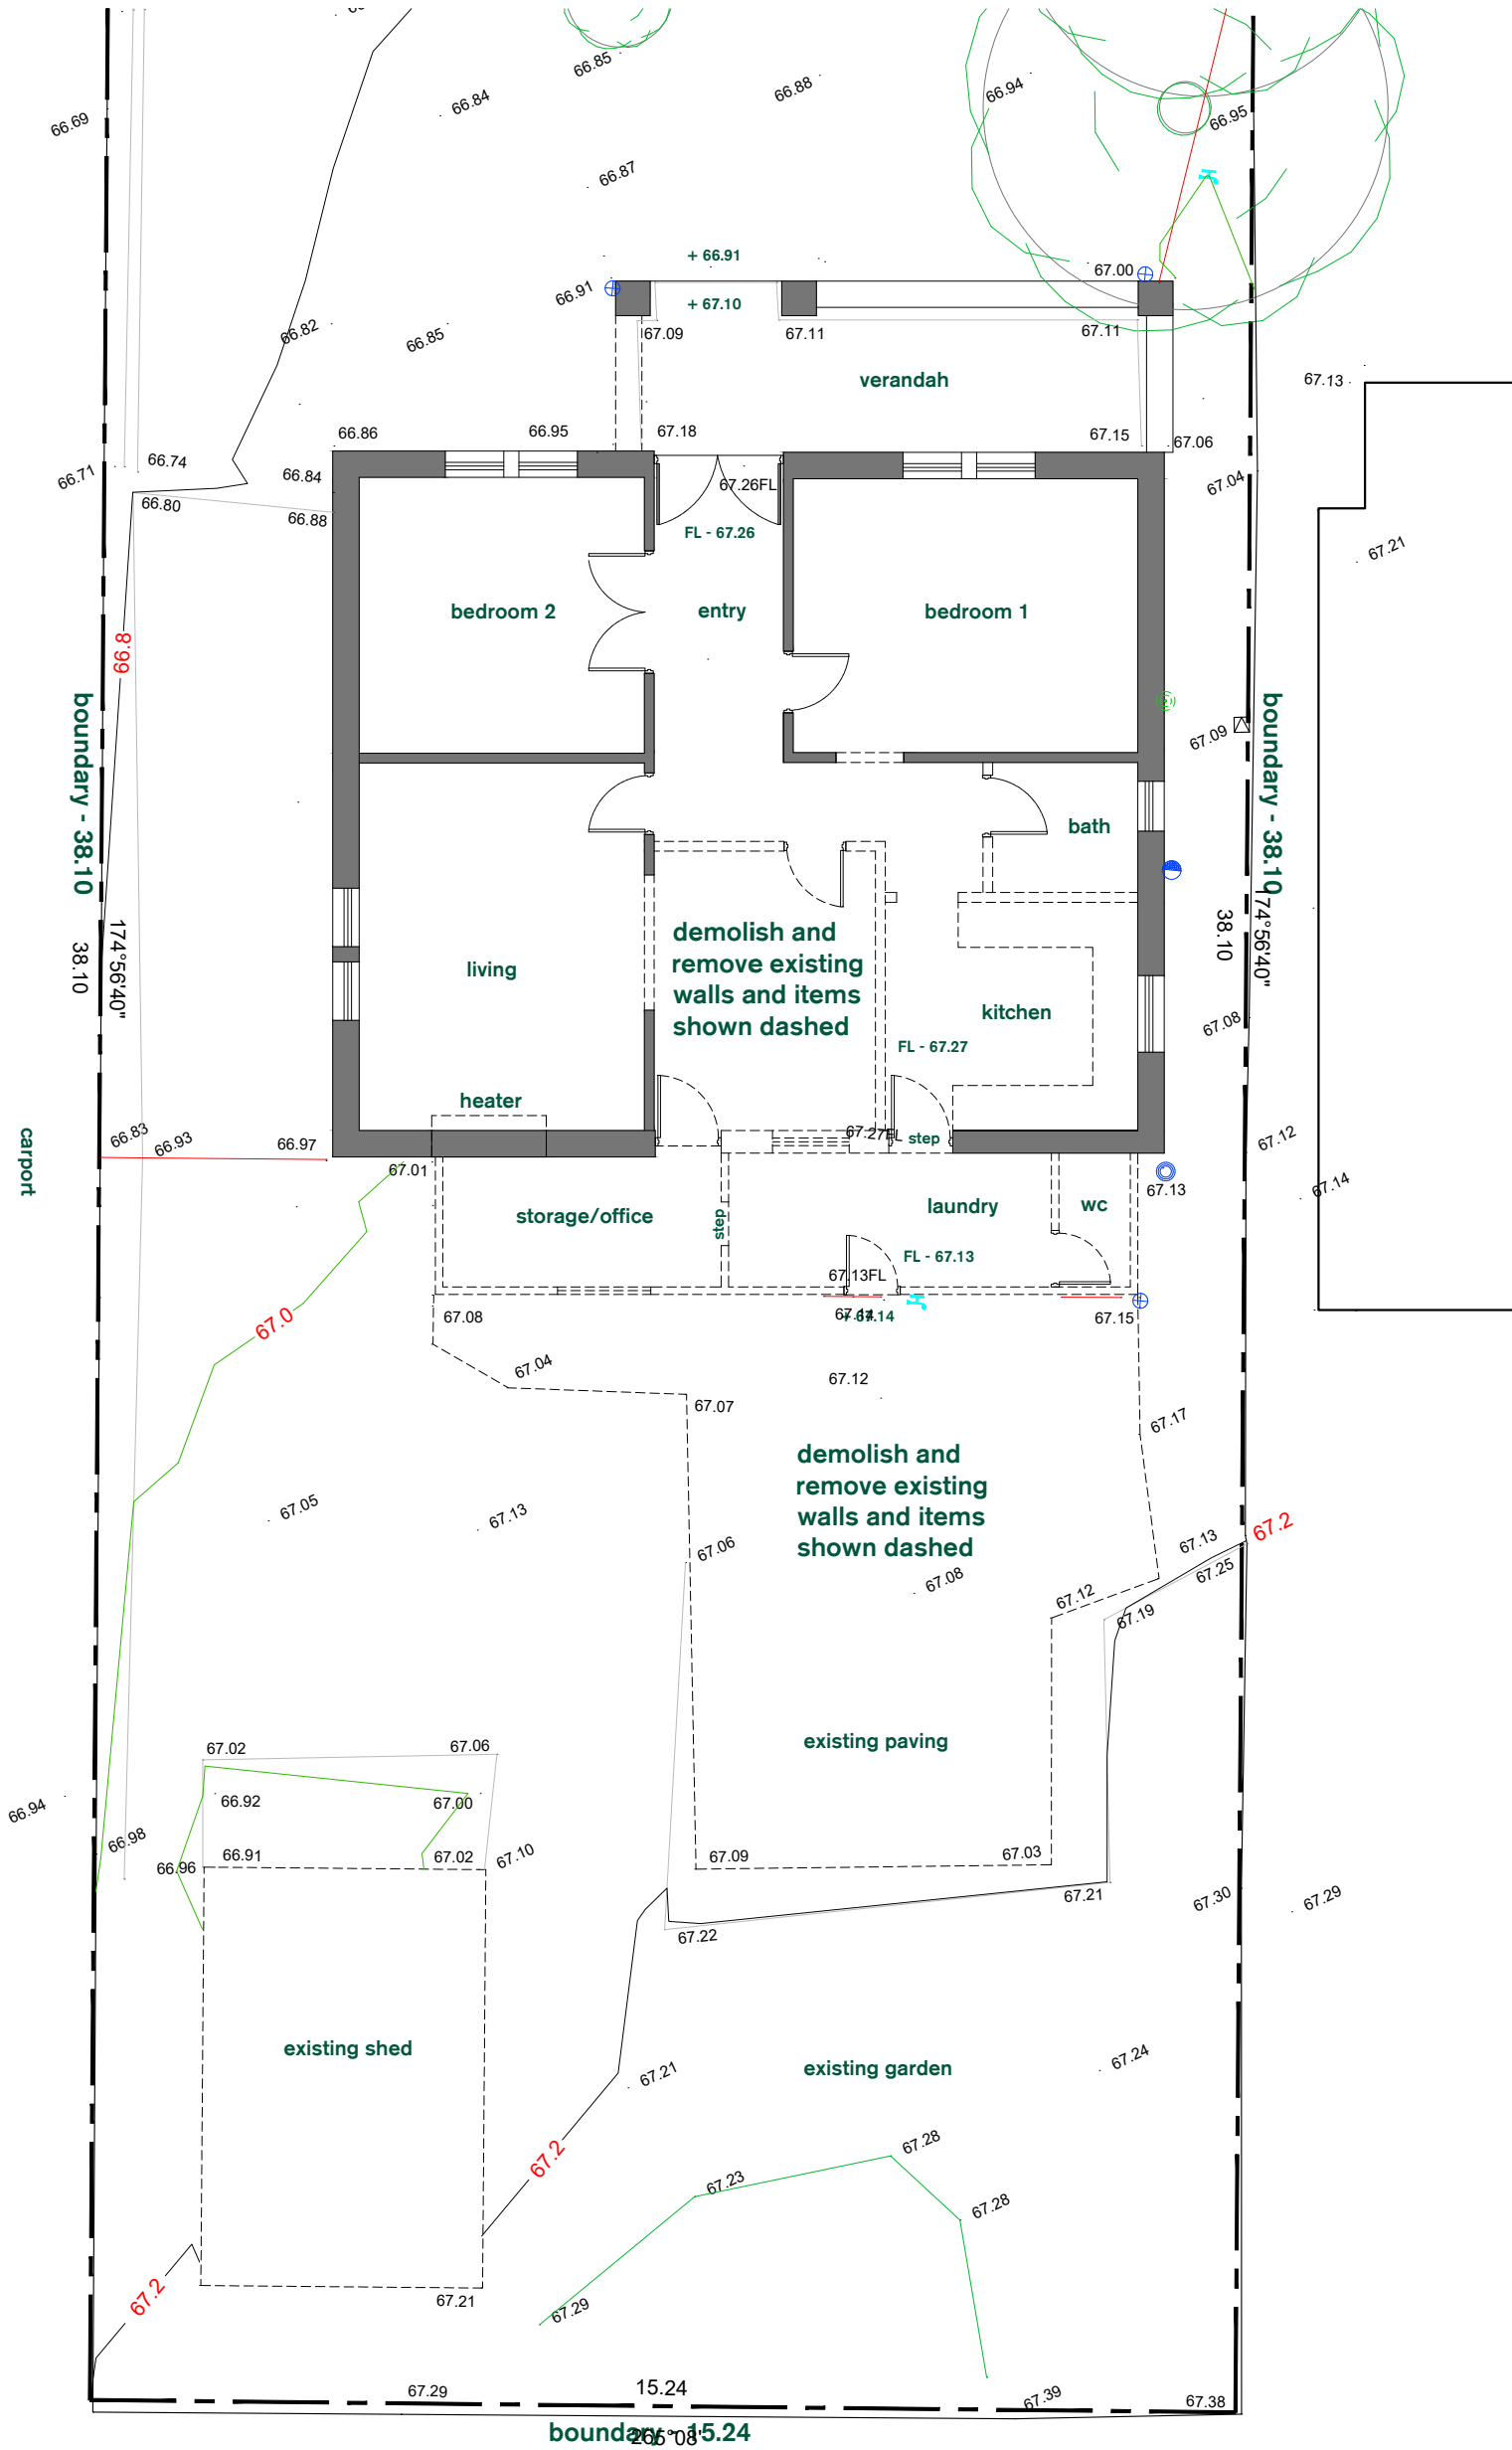 66.85
66.88
66.94
66.84
66.95
66.69
66.87
+ 66.91
67.00
66.91
+ 67.10
66.82
66.85
67.09
67.11
67.11
verandah
67.13
66.86
66.95
67.18
67.15
67.06
66.71
66.74
66.84
67.26FL
67.04
66.80
66.88
FL - 67.26
67.21
bedroom 2
entry
bedroom 1
66.8
boundary - 38.10
boundary - 38.10
67.09
bath
174°56'40"
38.10
174°56'40"
38.10
demolish and
remove existing
walls and items
shown dashed
living
kitchen
67.08
FL - 67.27
heater
66.83
66.93
66.97
67.27FL
step
67.12
carport
67.01
67.13
67.14
storage/office
step
laundry
wc
FL - 67.13
67.13FL
67.08
67.14
+ 67.14
67.15
67.0
67.04
67.12
67.07
67.17
demolish and
remove existing
walls and items
shown dashed
67.05
67.13
67.06
67.08
67.13
67.2
67.25
67.12
67.19
existing paving
67.02
67.06
66.94
66.92
67.00
66.98
66.96
66.91
67.02
67.10
67.09
67.03
67.21
67.30
67.29
67.22
existing shed
existing garden
67.21
67.24
67.2
67.28
67.23
67.28
67.2
67.21
67.29
67.29
15.24
67.39
67.38
boundary - 15.24
265°08'